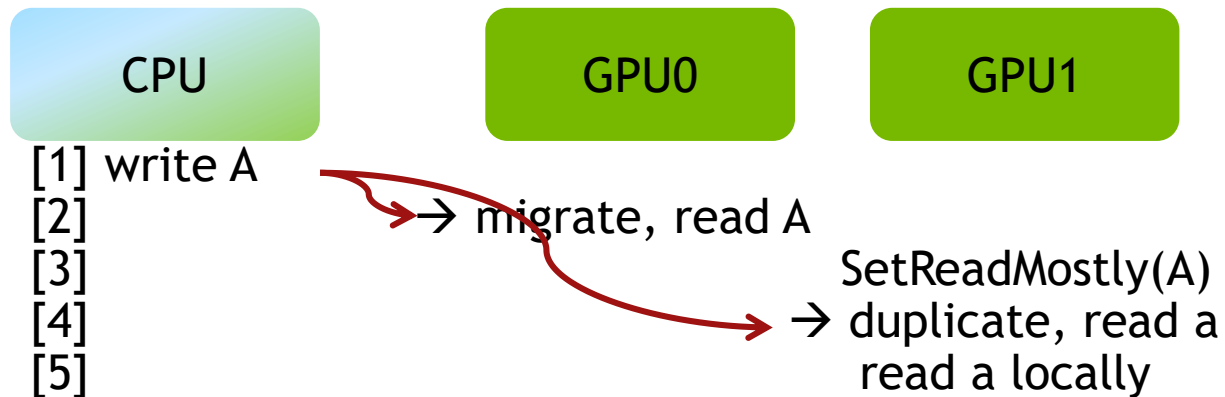 CPU GPU0 GPU1
[1] write A
[2] → migrate, read A
[3] SetReadMostly(A)
[4] → duplicate, read a
[5] read a locally